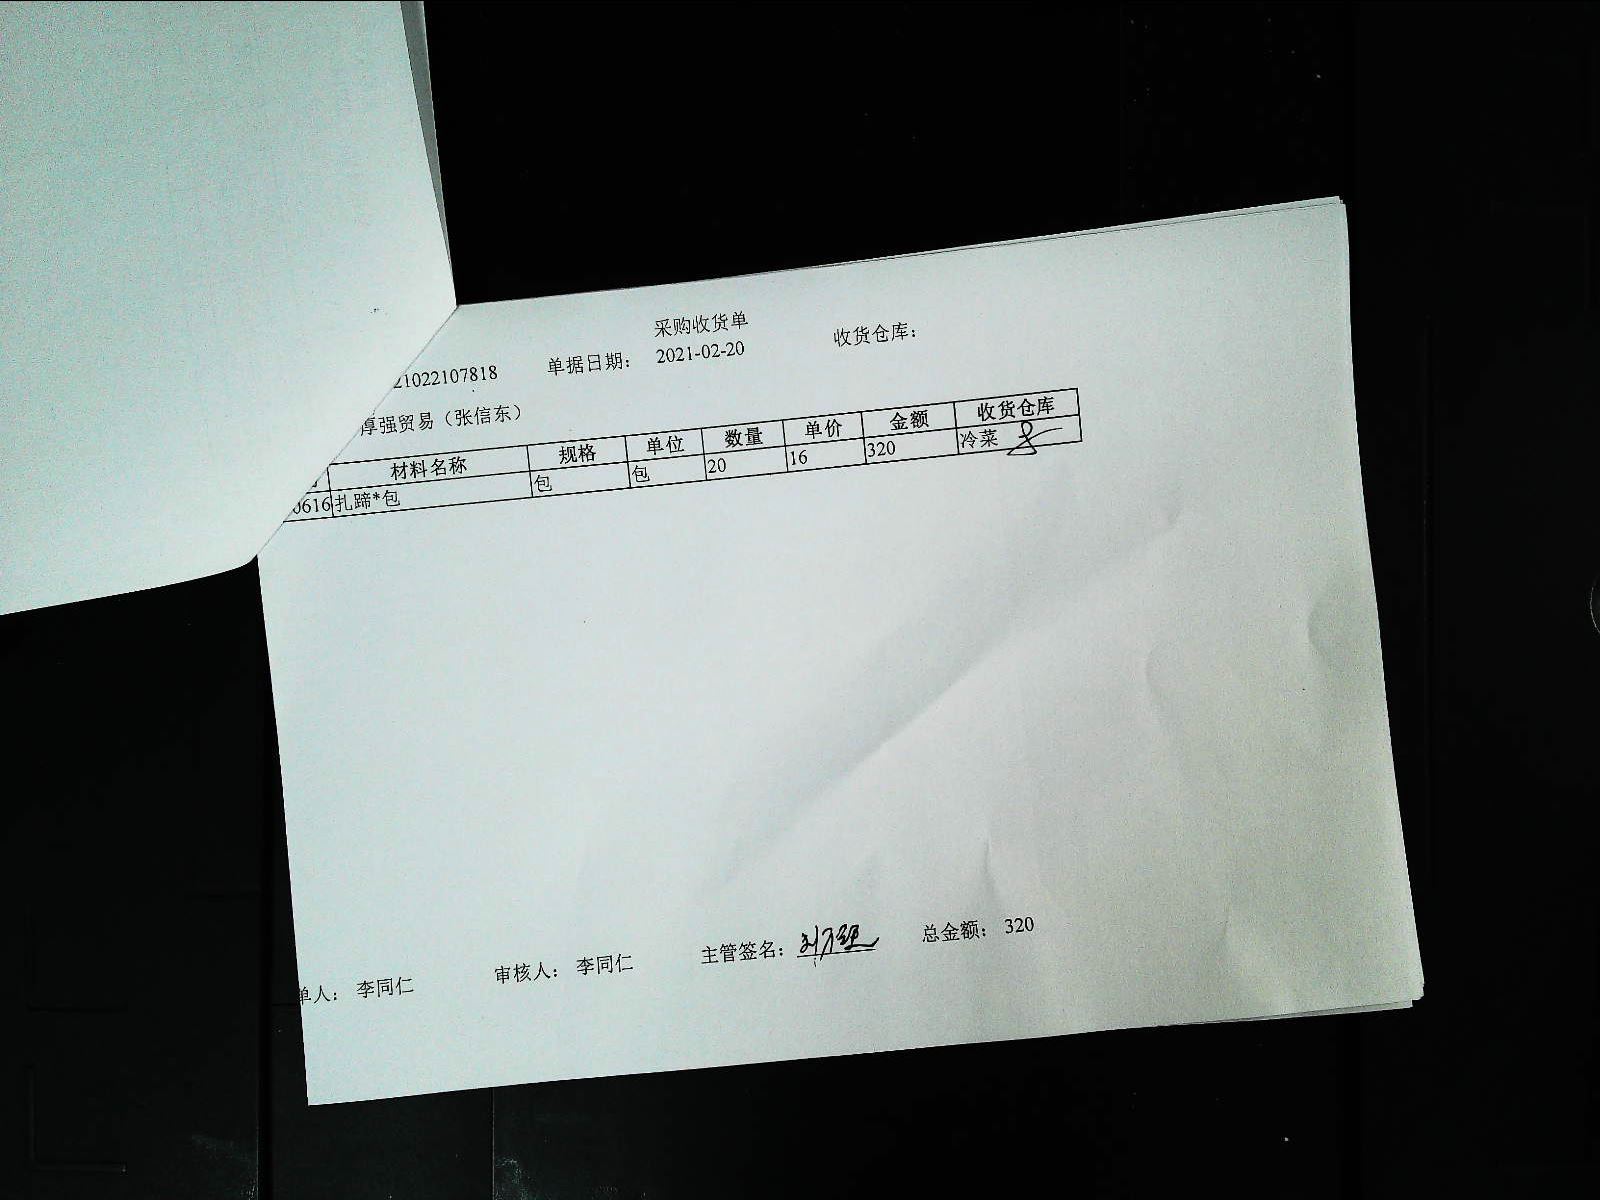 采购收货单
21022107818 单据日期： 2021-02-20 收货仓库：
厚强贸易（张信东）
材料名称 规格 单位 数量 单价 金额 收货仓库
0616 扎蹄*包 包 包 20 16 320 冷菜
单人： 李同仁 审核人： 李同仁 主管签名： 总金额： 320